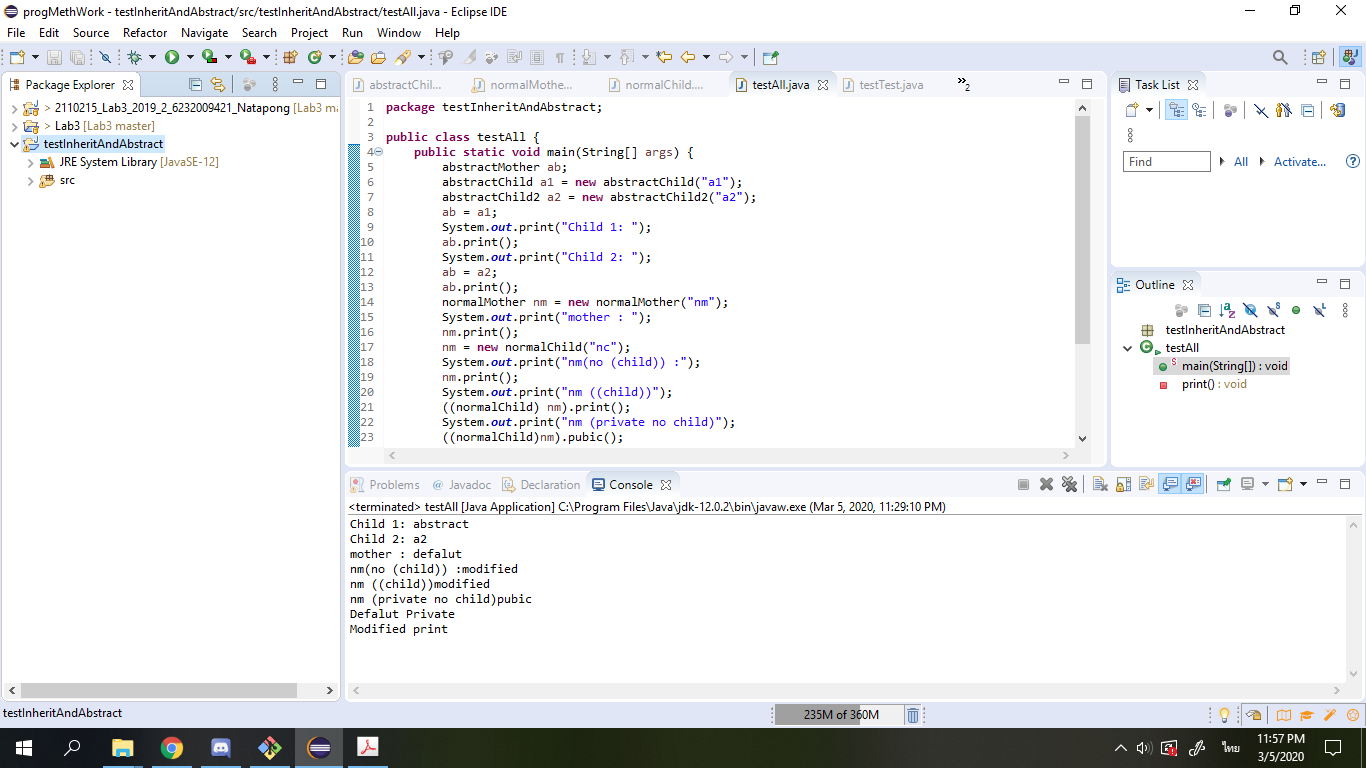 progMethWork - testInheritAndAbstract/src/testInheritAndAbstract/testAll.java - Eclipse IDE
File Edit Source Refactor Navigate Search Project Run Window Help
Package Explorer
> 2110215_Lab3_2019_2_6232009421_Natapong [Lab3 ma
> Lab3 [Lab3 master]
testInheritAndAbstract
JRE System Library [JavaSE-12]
src
abstractChil... normalMothe... normalChild.... testAll.java testTest.java »2
1 package testInheritAndAbstract;
2
3 public class testAll {
4 public static void main(String[] args) {
5 abstractMother ab;
6 abstractChild a1 = new abstractChild("a1");
7 abstractChild2 a2 = new abstractChild2("a2");
8 ab = a1;
9 System.out.print("Child 1: ");
10 ab.print();
11 System.out.print("Child 2: ");
12 ab = a2;
13 ab.print();
14 normalMother nm = new normalMother("nm");
15 System.out.print("mother : ");
16 nm.print();
17 nm = new normalChild("nc");
18 System.out.print("nm(no (child)) :");
19 nm.print();
20 System.out.print("nm ((child))");
21 ((normalChild) nm).print();
22 System.out.print("nm (private no child)");
23 ((normalChild)nm).pubic();
Task List
Find All Activate...
Outline
testInheritAndAbstract
testAll
main(String[]) : void
print() : void
Problems @ Javadoc Declaration Console
<terminated> testAll [Java Application] C:\Program Files\Java\jdk-12.0.2\bin\javaw.exe (Mar 5, 2020, 11:29:10 PM)
Child 1: abstract
Child 2: a2
mother : defalut
nm(no (child)) :modified
nm ((child))modified
nm (private no child)pubic
Defalut Private
Modified print
testInheritAndAbstract
235M of 360M
ไทย
11:57 PM
3/5/2020